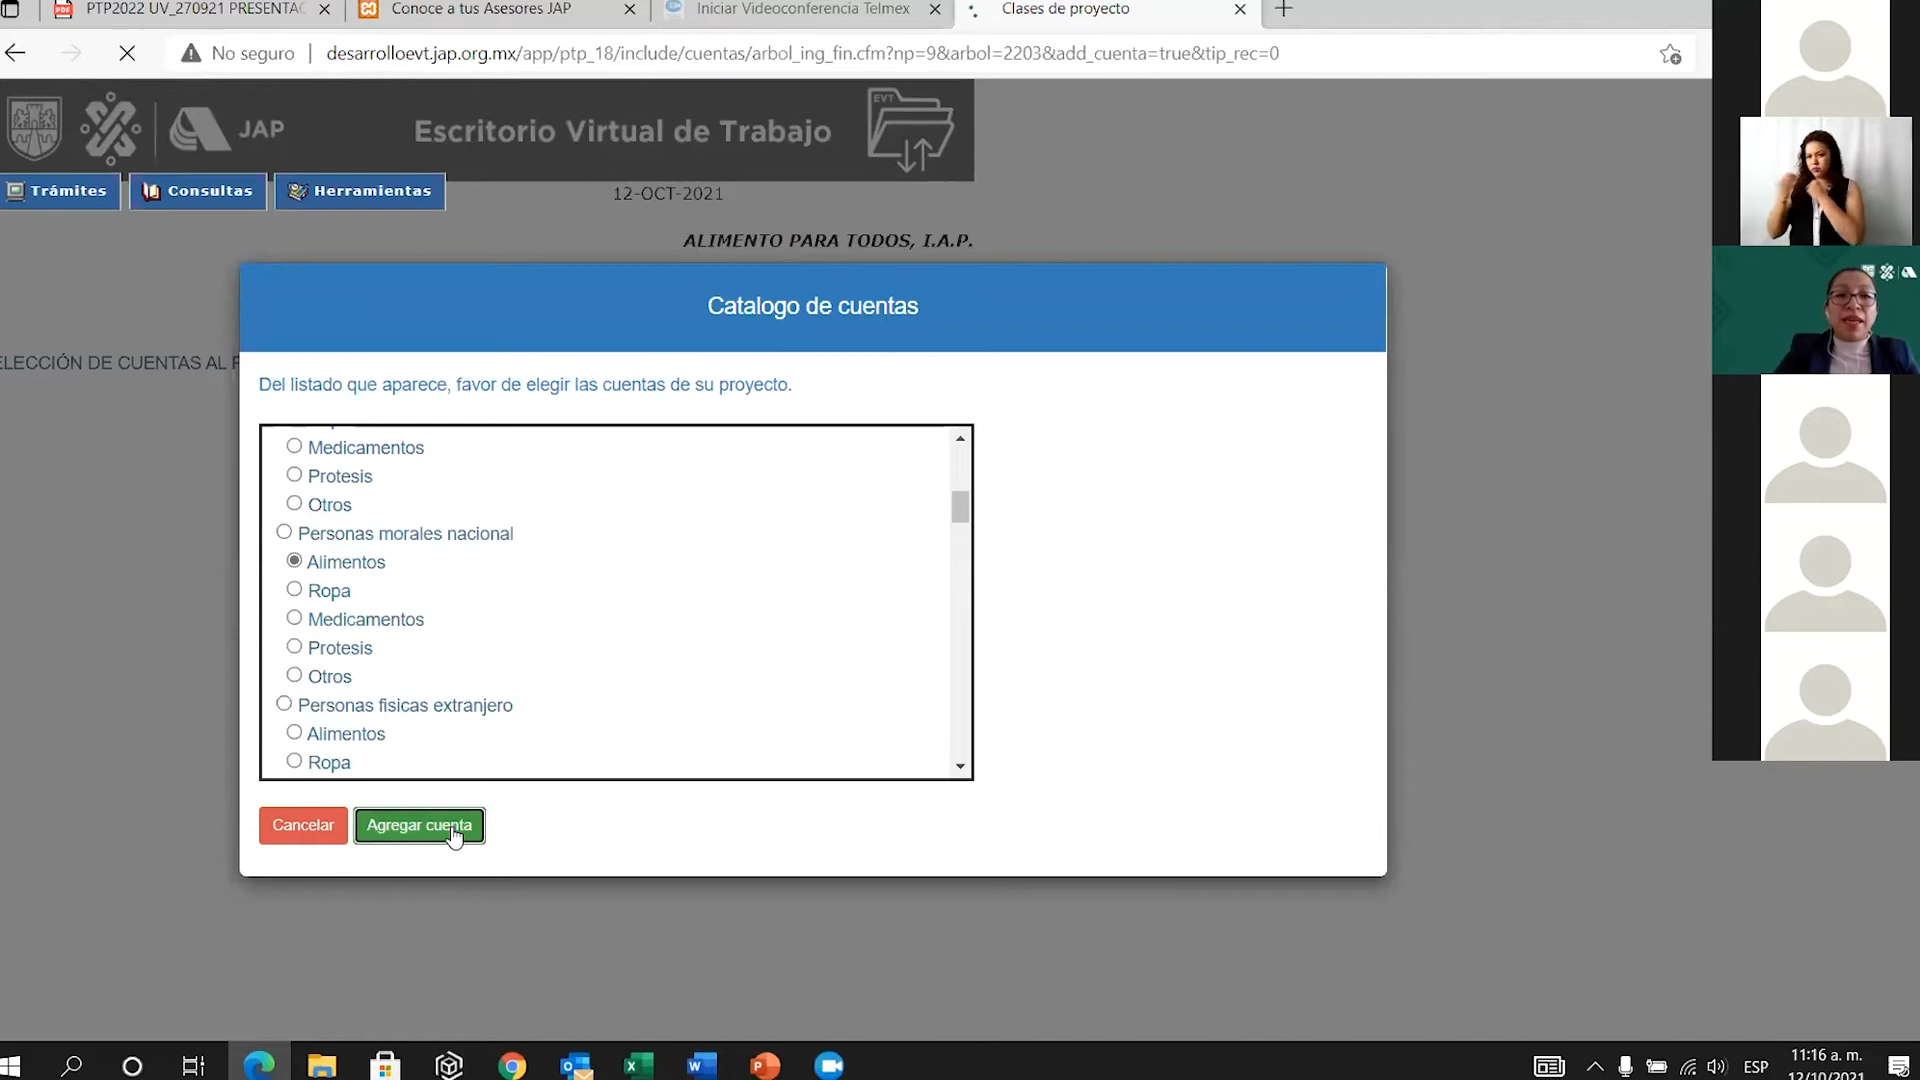 PTP2022 UV_270921 PRESENTAC
Conoce a tus Asesores JAP
Iniciar Videoconferencia Telmex
Clases de proyecto
No seguro
desarrolloevt.jap.org.mx/app/ptp_18/include/cuentas/arbol_ing_fin.cfm?np=9&arbol=2203&add_cuenta=true&tip_rec=0
JAP
Escritorio Virtual de Trabajo
EVT
Trámites
Consultas
Herramientas
12-OCT-2021
ALIMENTO PARA TODOS, I.A.P.
Catalogo de cuentas
ELECCIÓN DE CUENTAS AL P
Del listado que aparece, favor de elegir las cuentas de su proyecto.
Medicamentos
Protesis
Otros
Personas morales nacional
Alimentos
Ropa
Medicamentos
Protesis
Otros
Personas fisicas extranjero
Alimentos
Ropa
Cancelar
Agregar cuenta
ESP
11:16 a. m.
12/10/2021